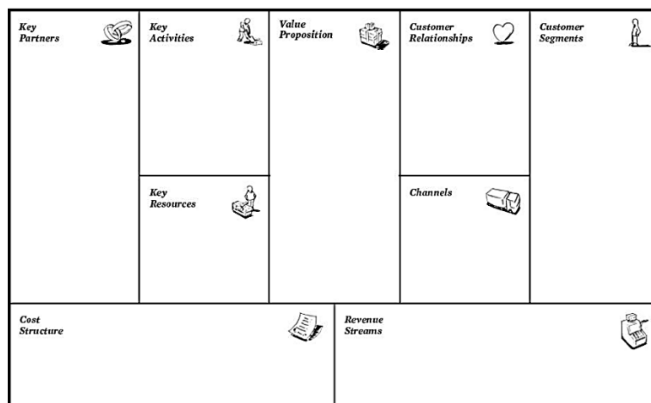 Key
Partners
Key
Activities
Value
Proposition
Customer
Relationships
Customer
Segments
Key
Resources
Channels
Cost
Structure
Revenue
Streams